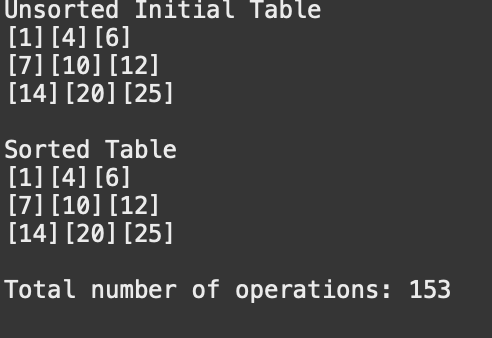 Unsorted Initial Table
[1][4][6]
[7][10][12]
[14][20][25]
Sorted Table
[1][4][6]
[7][10][12]
[14][20][25]
Total number of operations: 153